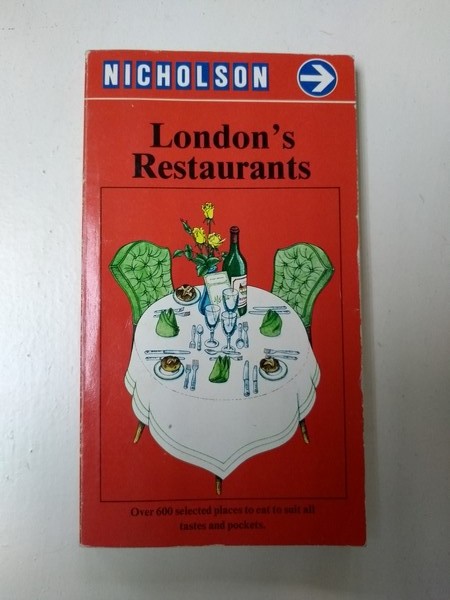 NICHOLSON
London's
Restaurants
Over 600 selected places to eat to suit all
tastes and pockets.